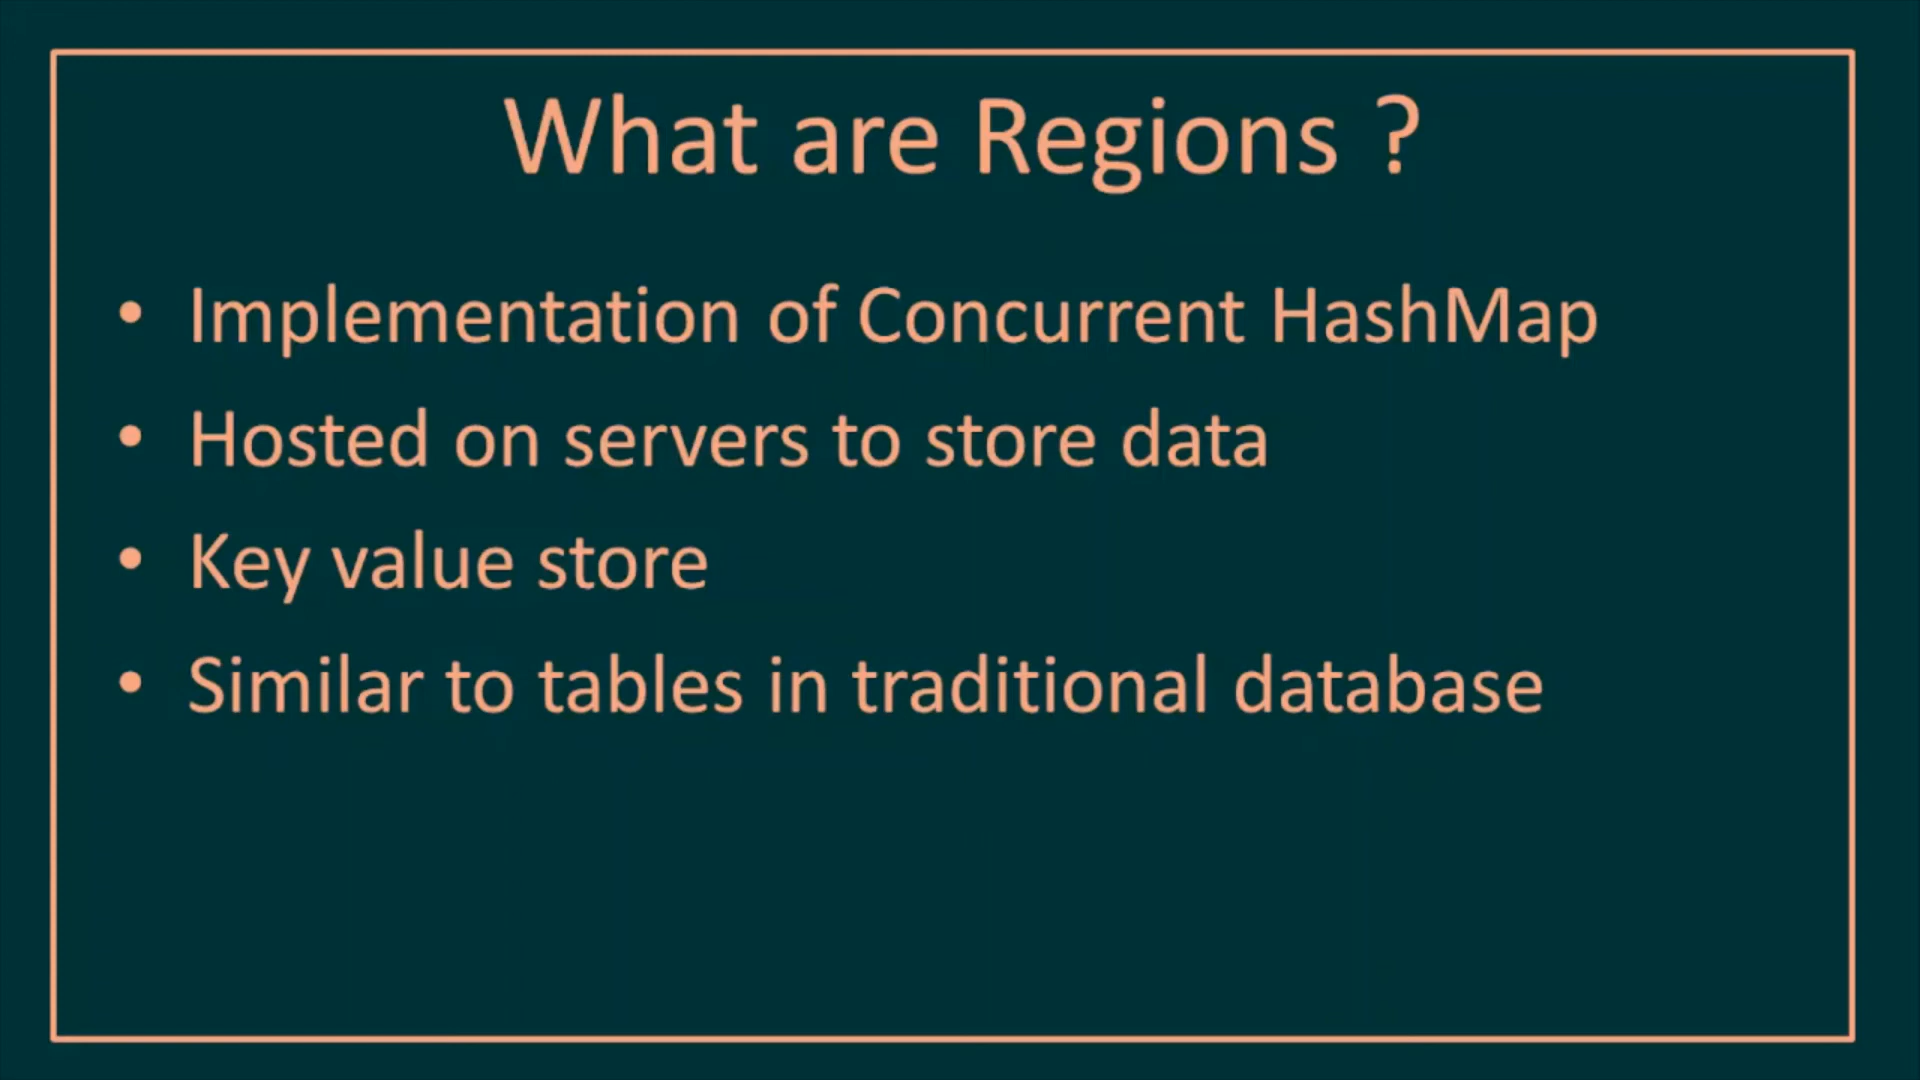 What are Regions ?
• Implementation of Concurrent HashMap
• Hosted on servers to store data
• Key value store
• Similar to tables in traditional database